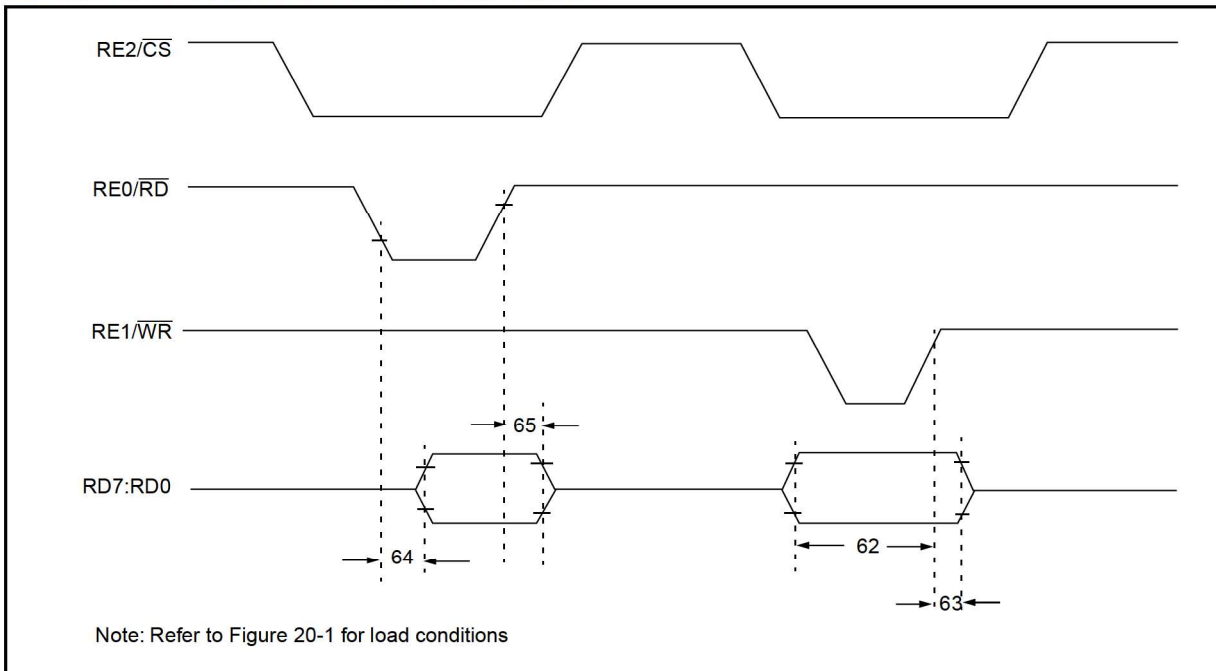 RE2/CS
RE0/RD
RE1/WR
65
RD7:RD0
62
64
63
Note: Refer to Figure 20-1 for load conditions